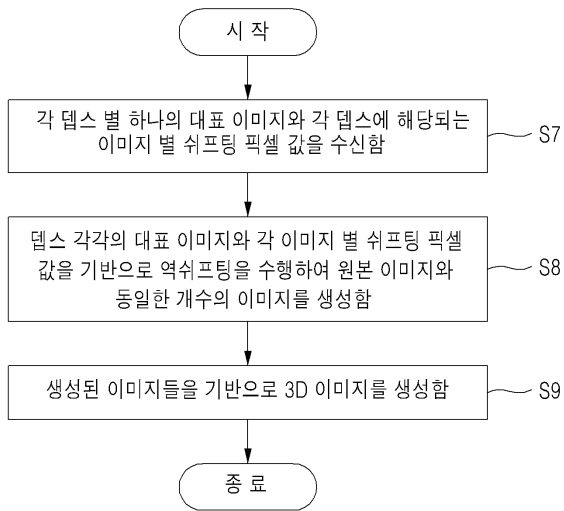 시 작
각 뎁스 별 하나의 대표 이미지와 각 뎁스에 해당되는
이미지 별 쉬프팅 픽셀 값을 수신함
S7
뎁스 각각의 대표 이미지와 각 이미지 별 쉬프팅 픽셀
값을 기반으로 역쉬프팅을 수행하여 원본 이미지와
동일한 개수의 이미지를 생성함
S8
생성된 이미지들을 기반으로 3D 이미지를 생성함
S9
종 료